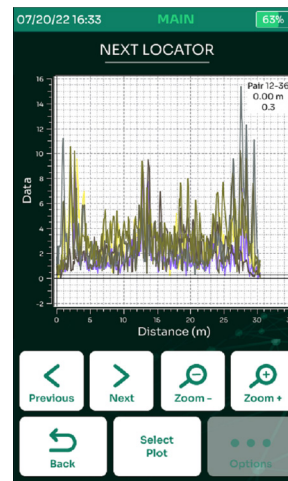 07/20/22 16:33 MAIN 63%
NEXT LOCATOR
Pair 12-36
0.00 m
0.3
16
14
12
10
8
6
4
2
0
-2
Data
0 5 10 15 20 25 30
Distance (m)
Previous Next Zoom - Zoom +
Back Select Plot Options